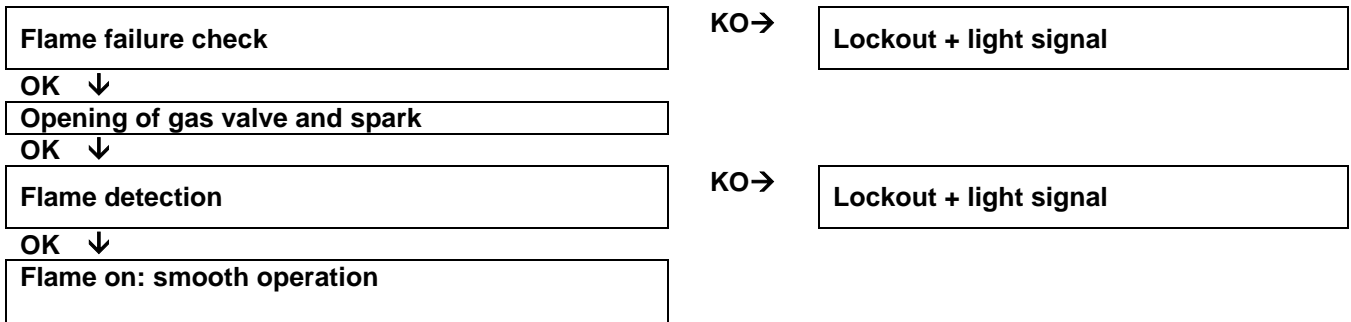 Flame failure check KO→ Lockout + light signal
OK ↓
Opening of gas valve and spark
OK ↓
Flame detection KO→ Lockout + light signal
OK ↓
Flame on: smooth operation